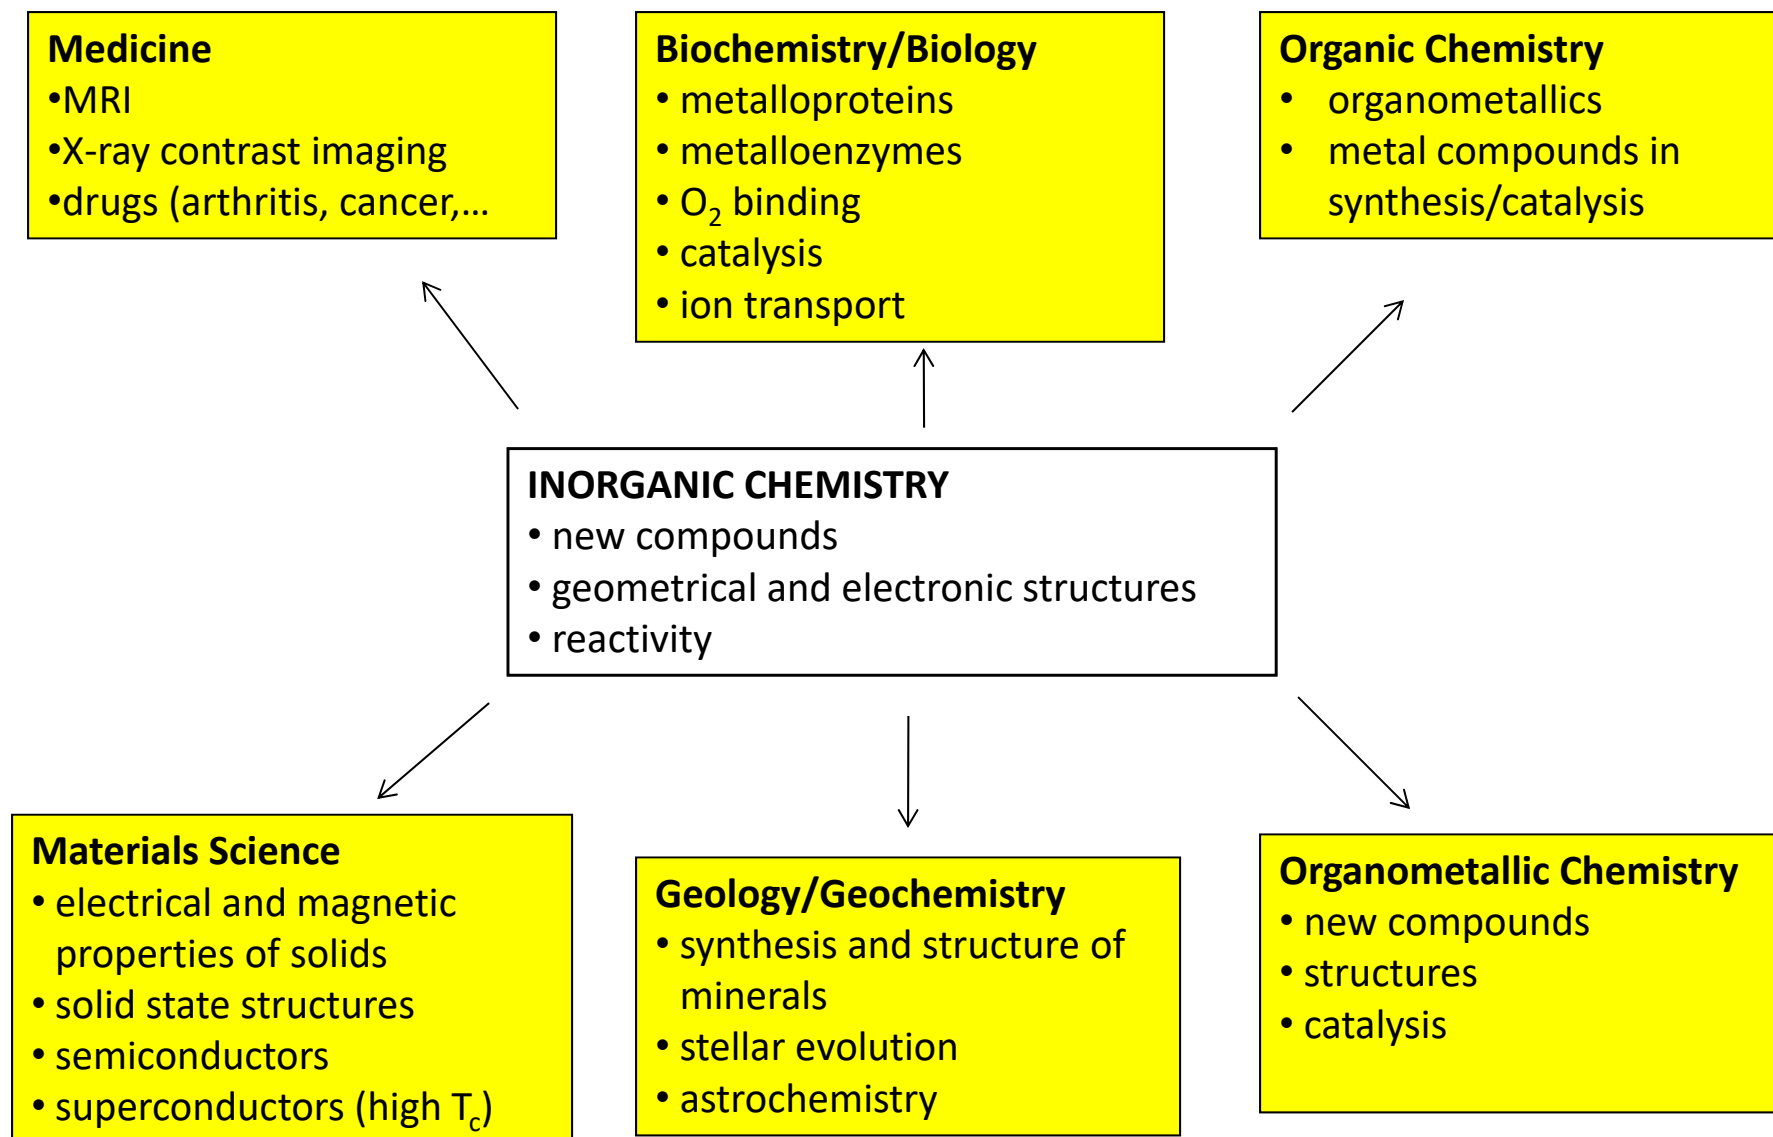 Medicine
•MRI
•X-ray contrast imaging
•drugs (arthritis, cancer,…
Biochemistry/Biology
• metalloproteins
• metalloenzymes
• O₂ binding
• catalysis
• ion transport
Organic Chemistry
• organometallics
• metal compounds in
synthesis/catalysis
INORGANIC CHEMISTRY
• new compounds
• geometrical and electronic structures
• reactivity
Materials Science
• electrical and magnetic
properties of solids
• solid state structures
• semiconductors
• superconductors (high T_c)
Geology/Geochemistry
• synthesis and structure of
minerals
• stellar evolution
• astrochemistry
Organometallic Chemistry
• new compounds
• structures
• catalysis